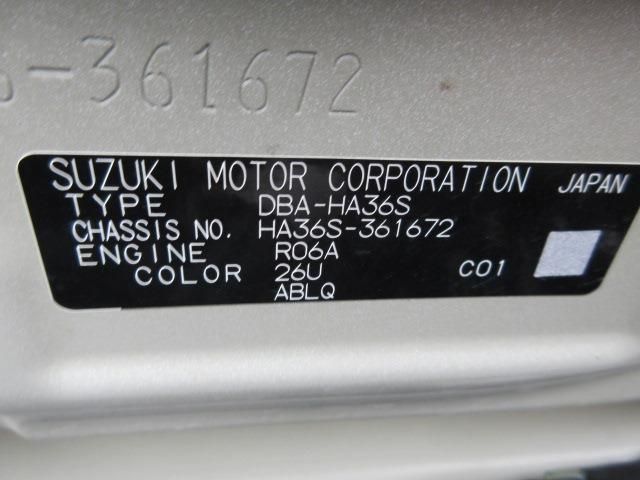 -361672
SUZUKI MOTOR CORPORATION JAPAN
TYPE DBA-HA36S
CHASSIS NO. HA36S-361672
ENGINE R06A
COLOR 26U C01
ABLQ